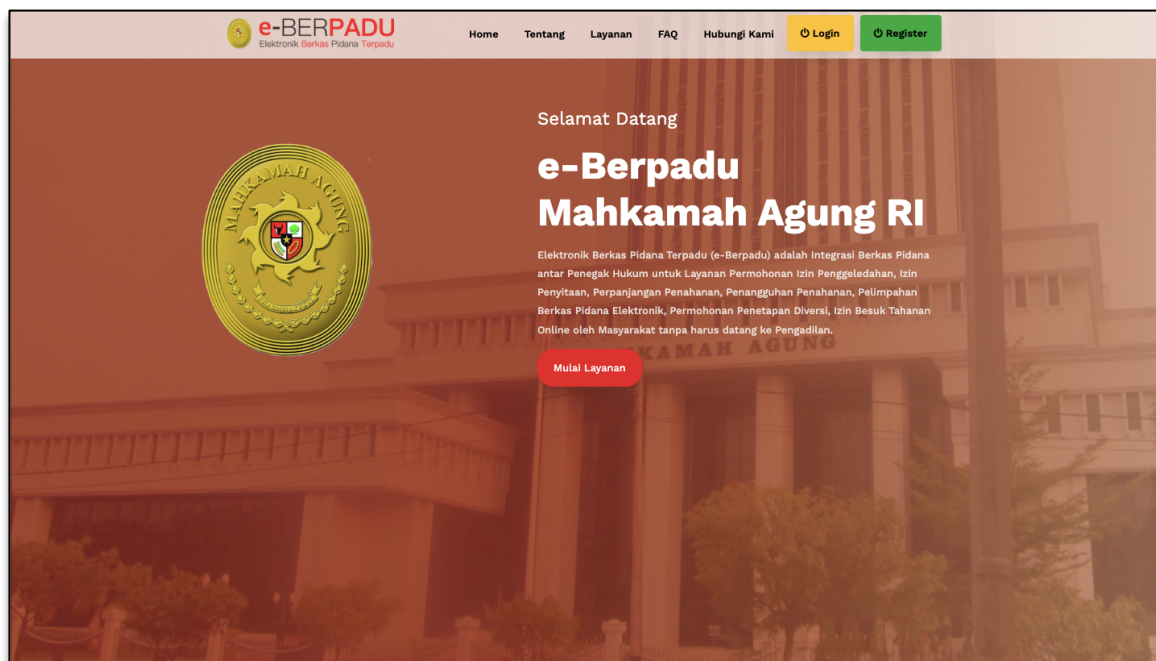 e-BERPADU
Elektronik Berkas Pidana Terpadu
Home Tentang Layanan FAQ Hubungi Kami Login Register
Selamat Datang
e-Berpadu
Mahkamah Agung RI
MAHKAMAH AGUNG
Elektronik Berkas Pidana Terpadu (e-Berpadu) adalah Integrasi Berkas Pidana
antar Penegak Hukum untuk Layanan Permohonan Izin Penggeledahan, Izin
Penyitaan, Perpanjangan Penahanan, Penangguhan Penahanan, Pelimpahan
Berkas Pidana Elektronik, Permohonan Penetapan Diversi, Izin Besuk Tahanan
Online oleh Masyarakat tanpa harus datang ke Pengadilan.
KAMAH AGUNG
Mulai Layanan